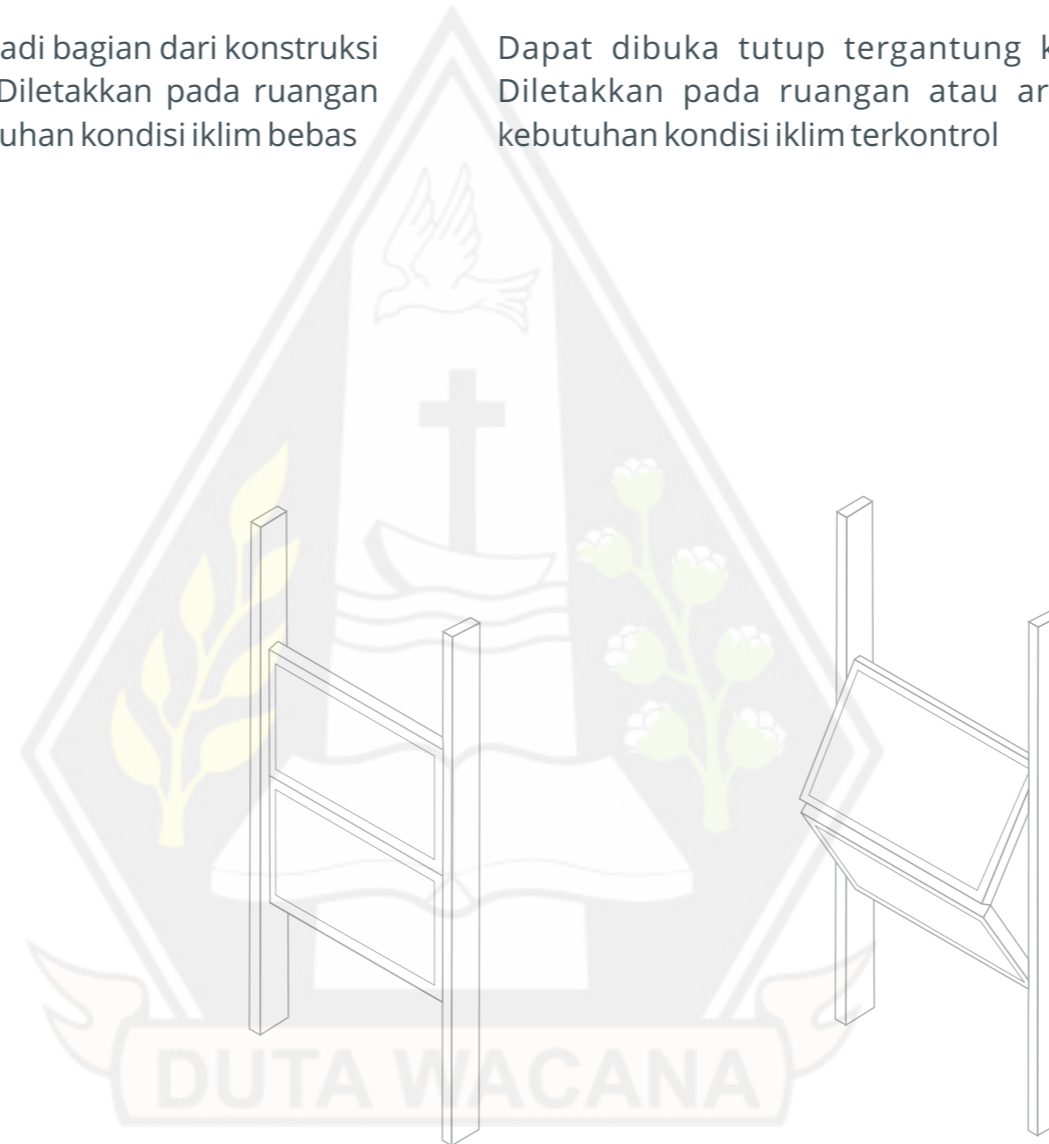 adi bagian dari konstruksi
Diletakkan pada ruangan
uhan kondisi iklim bebas
Dapat dibuka tutup tergantung k
Diletakkan pada ruangan atau ar
kebutuhan kondisi iklim terkontrol
DUTA WACANA